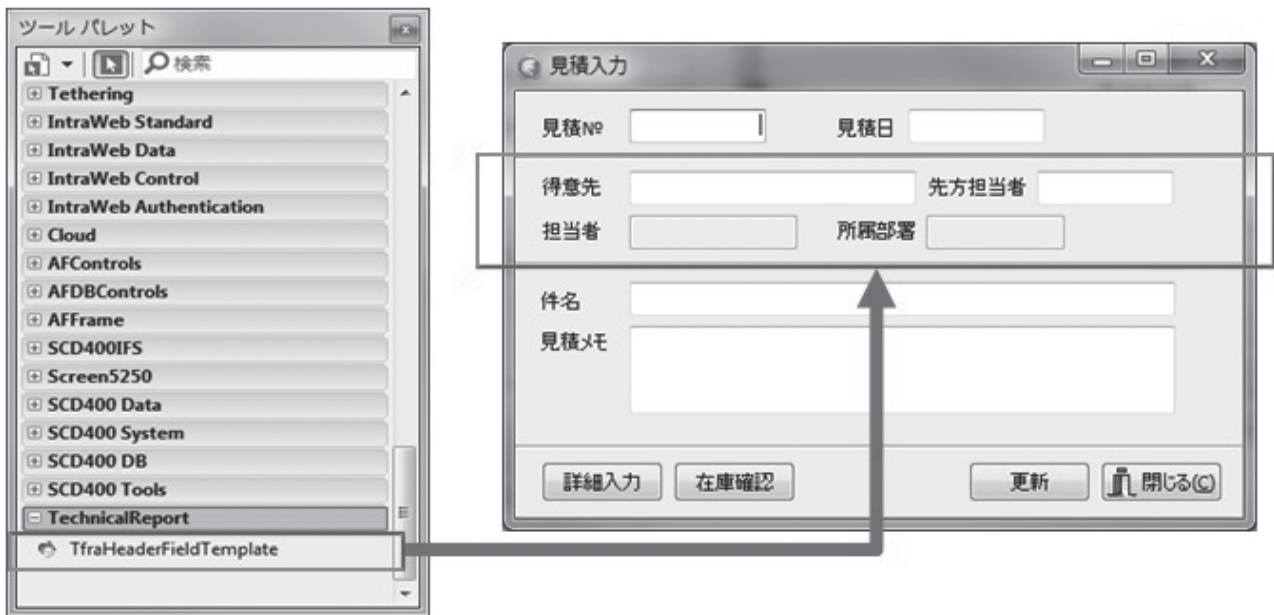 ツール パレット
検索
Tethering
IntraWeb Standard
IntraWeb Data
IntraWeb Control
IntraWeb Authentication
Cloud
AFControls
AFDBControls
AFFrame
SCD400IFS
Screen5250
SCD400 Data
SCD400 System
SCD400 DB
SCD400 Tools
TechnicalReport
TfraHeaderFieldTemplate
見積入力
見積№ 見積日
得意先 先方担当者
担当者 所属部署
件名
見積メモ
詳細入力 在庫確認 更新 閉じる(C)